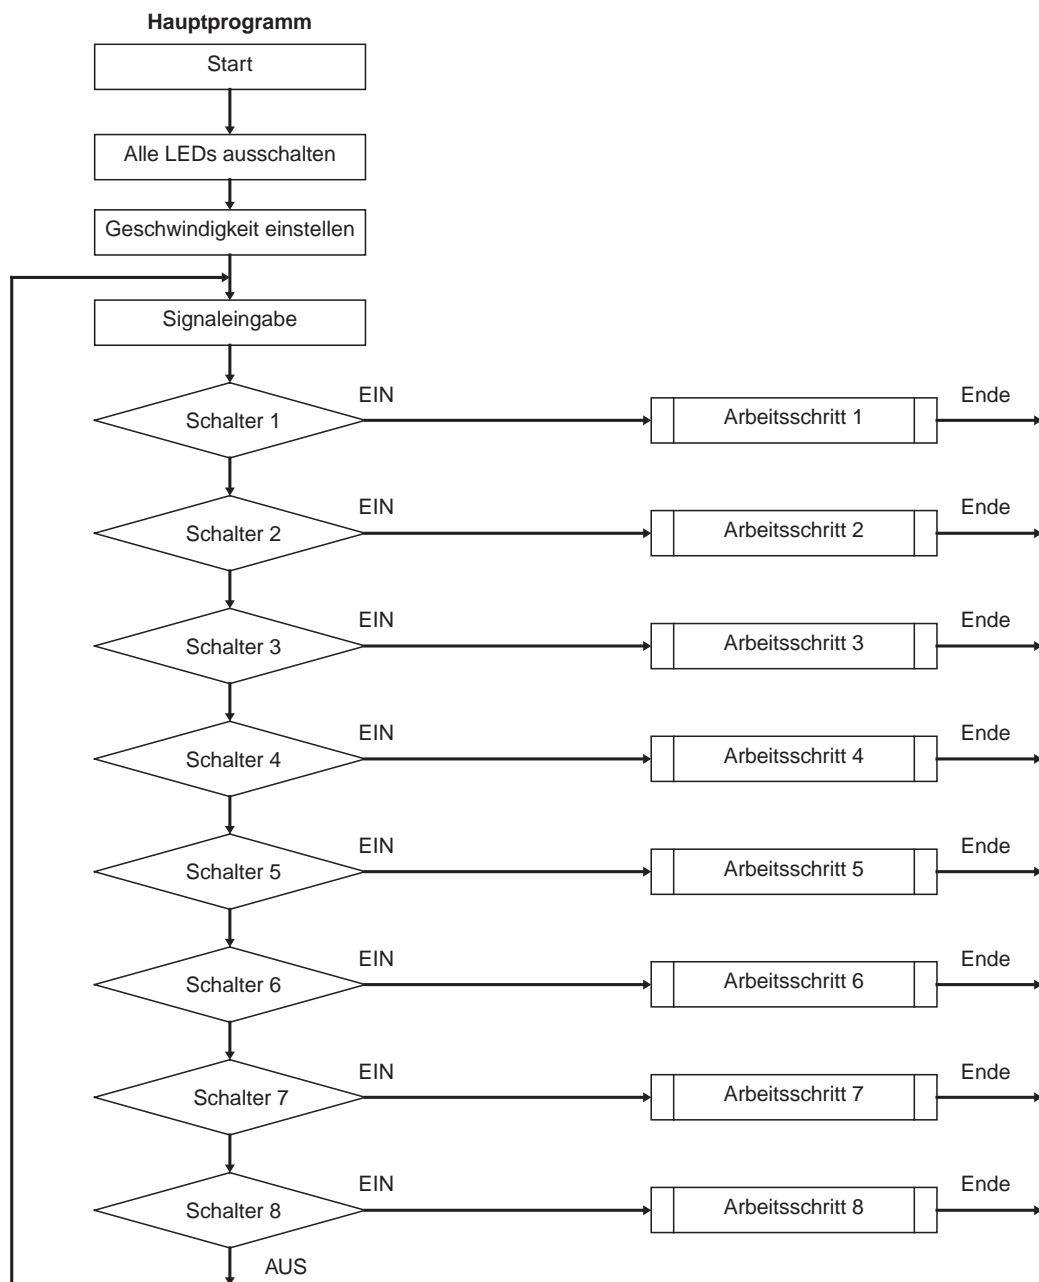 Hauptprogramm
Start
Alle LEDs ausschalten
Geschwindigkeit einstellen
Signaleingabe
Schalter 1
EIN
Arbeitsschritt 1
Ende
Schalter 2
EIN
Arbeitsschritt 2
Ende
Schalter 3
EIN
Arbeitsschritt 3
Ende
Schalter 4
EIN
Arbeitsschritt 4
Ende
Schalter 5
EIN
Arbeitsschritt 5
Ende
Schalter 6
EIN
Arbeitsschritt 6
Ende
Schalter 7
EIN
Arbeitsschritt 7
Ende
Schalter 8
EIN
Arbeitsschritt 8
Ende
AUS